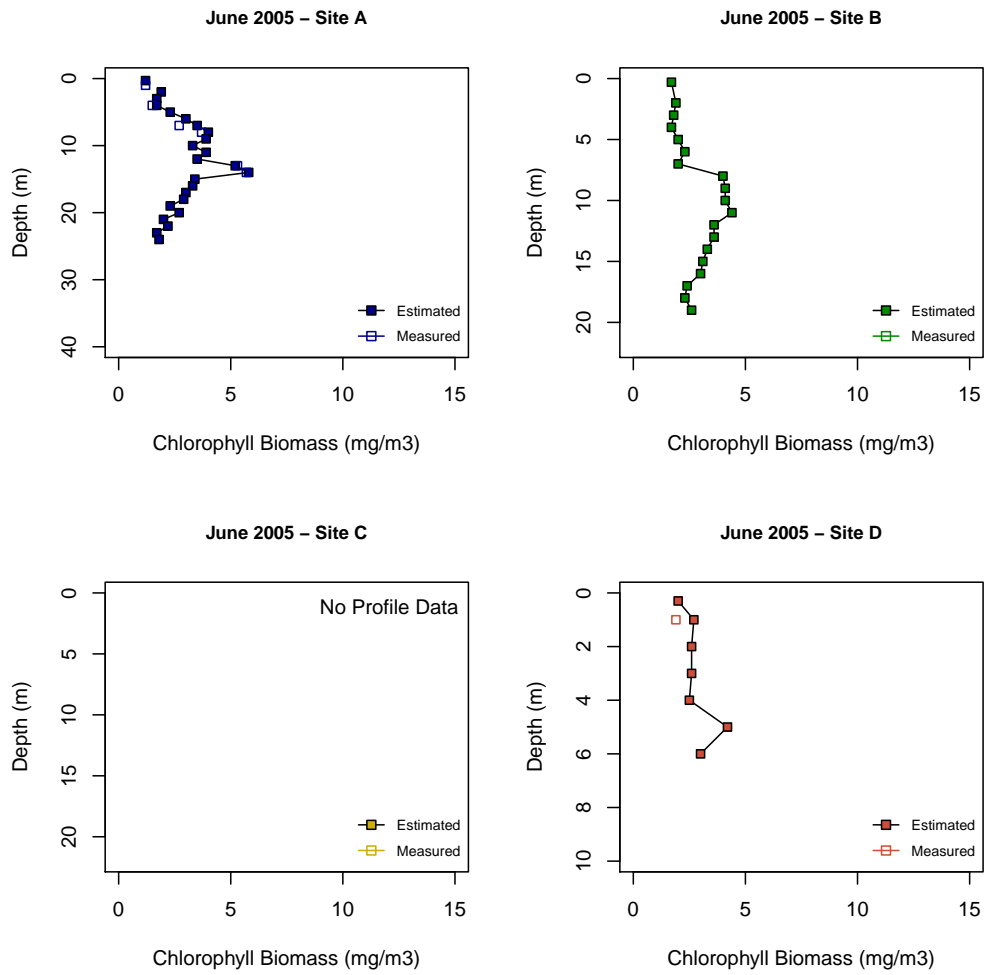 June 2005 – Site A
0
10
20
30
40
Depth (m)
Estimated
Measured
0 5 10 15
Chlorophyll Biomass (mg/m3)
June 2005 – Site B
0
5
10
15
20
Depth (m)
Estimated
Measured
0 5 10 15
Chlorophyll Biomass (mg/m3)
June 2005 – Site C
0
5
10
15
20
Depth (m)
No Profile Data
Estimated
Measured
0 5 10 15
Chlorophyll Biomass (mg/m3)
June 2005 – Site D
0
2
4
6
8
10
Depth (m)
Estimated
Measured
0 5 10 15
Chlorophyll Biomass (mg/m3)